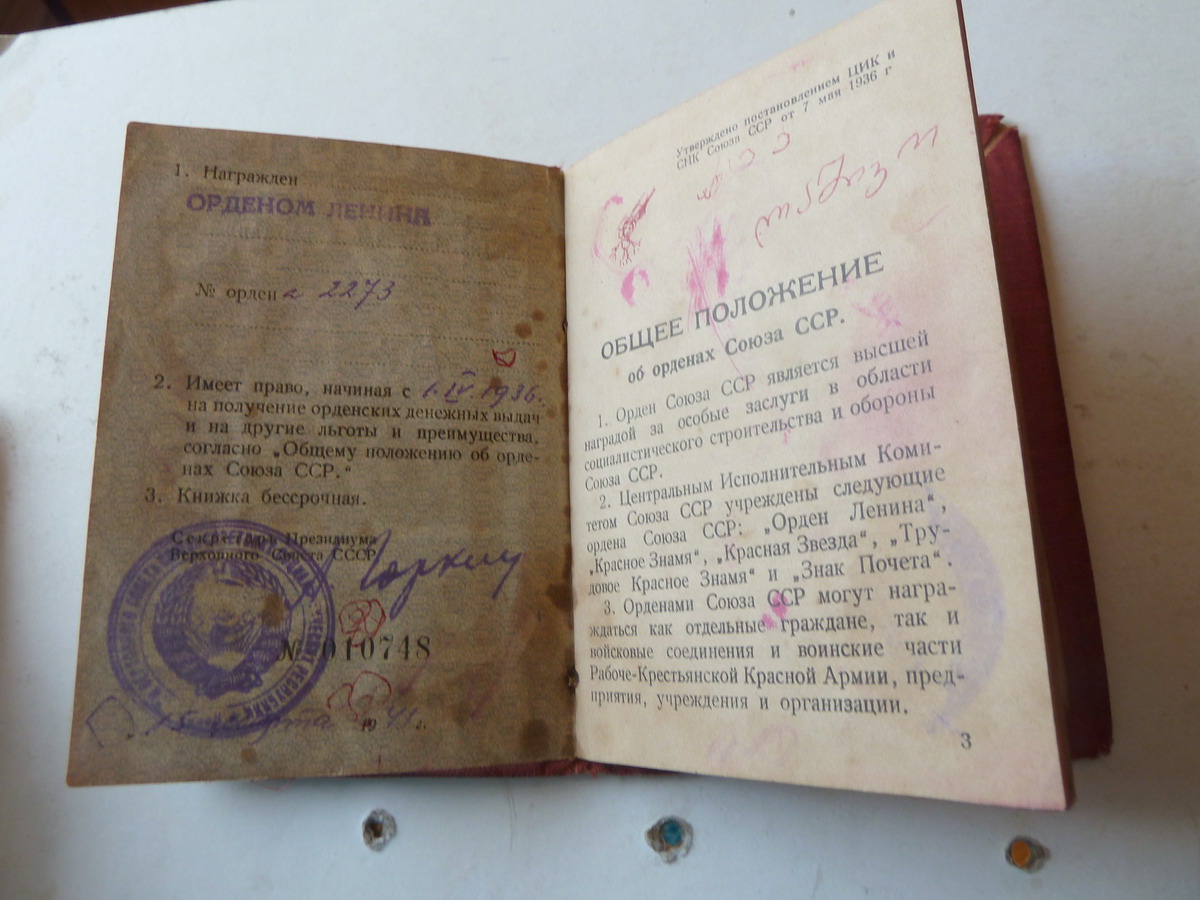 1. Награжден
ОРДЕНОМ ЛЕНИНА
№ орден а 2273
2. Имеет право, начиная с 1. IV 1936.
на получение орденских денежных выдач
и на другие льготы и преимущества,
согласно „Общему положению об орде-
нах Союза ССР.“
3. Книжка бессрочная.
Секретарь Президиума
Верховного Совета СССР
Горкин
№ 010748
15 19 41 г.
Утверждено постановлением ЦИК и
СНК Союза ССР от 7 мая 1936 г
ОБЩЕЕ ПОЛОЖЕНИЕ
об орденах Союза ССР.
1. Орден Союза ССР является высшей
наградой за особые заслуги в области
социалистического строительства и обороны
Союза ССР.
2. Центральным Исполнительным Коми-
тетом Союза ССР учреждены следующие
ордена Союза ССР: „Орден Ленина“,
„Красное Знамя“, „Красная Звезда“, „Тру-
довое Красное Знамя“ и „Знак Почета“.
3. Орденами Союза ССР могут награ-
ждаться как отдельные граждане, так и
войсковые соединения и воинские части
Рабоче-Крестьянской Красной Армии, пред-
приятия, учреждения и организации.
3